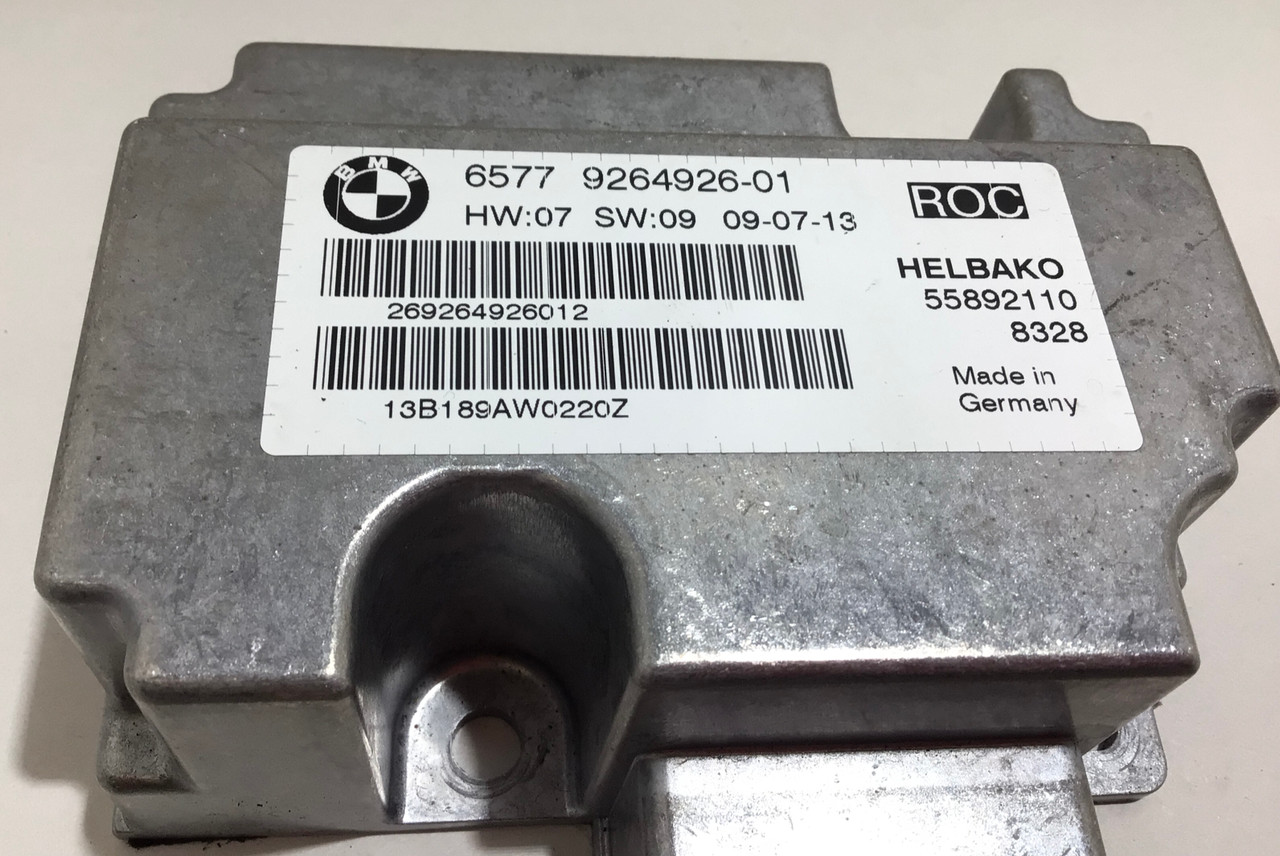 BMW
6577 9264926-01
HW:07 SW:09 09-07-13
269264926012
13B189AW0220Z
ROC
HELBAKO
55892110
8328
Made in
Germany